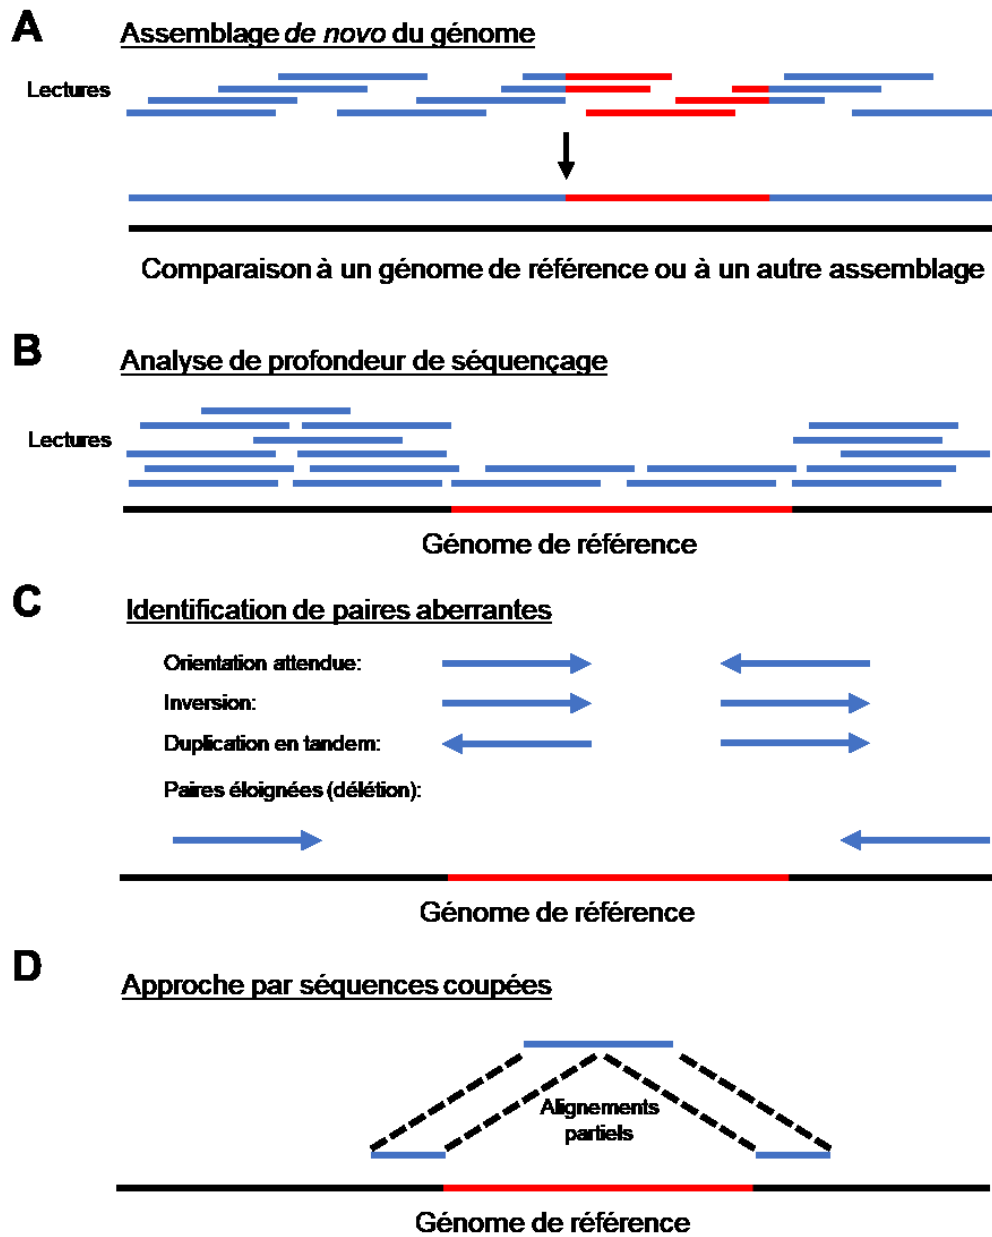 A
Assemblage de novo du génome
Lectures
Comparaison à un génome de référence ou à un autre assemblage
B
Analyse de profondeur de séquençage
Lectures
Génome de référence
C
Identification de paires aberrantes
Orientation attendue:
Inversion:
Duplication en tandem:
Paires éloignées (délétion):
Génome de référence
D
Approche par séquences coupées
Alignements
partiels
Génome de référence